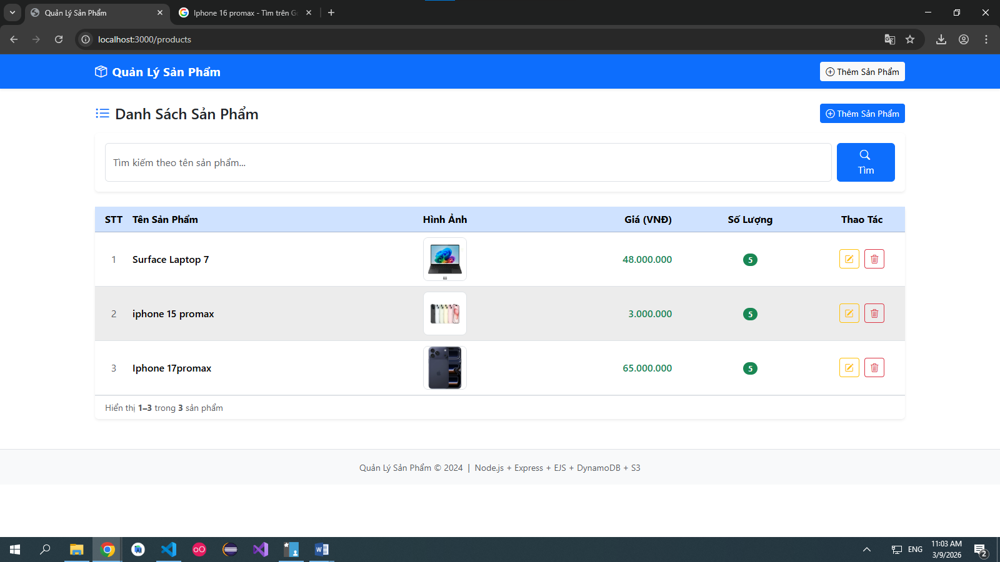 Quản Lý Sản Phẩm
Iphone 16 promax - Tìm trên G
localhost:3000/products
Quản Lý Sản Phẩm
Thêm Sản Phẩm
Danh Sách Sản Phẩm
Thêm Sản Phẩm
Tìm kiếm theo tên sản phẩm...
Tìm
STT Tên Sản Phẩm Hình Ảnh Giá (VNĐ) Số Lượng Thao Tác
1 Surface Laptop 7 48.000.000 5
2 iphone 15 promax 3.000.000 5
3 Iphone 17promax 65.000.000 5
Hiển thị 1–3 trong 3 sản phẩm
Quản Lý Sản Phẩm © 2024 | Node.js + Express + EJS + DynamoDB + S3
ENG
11:03 AM
3/9/2026
2